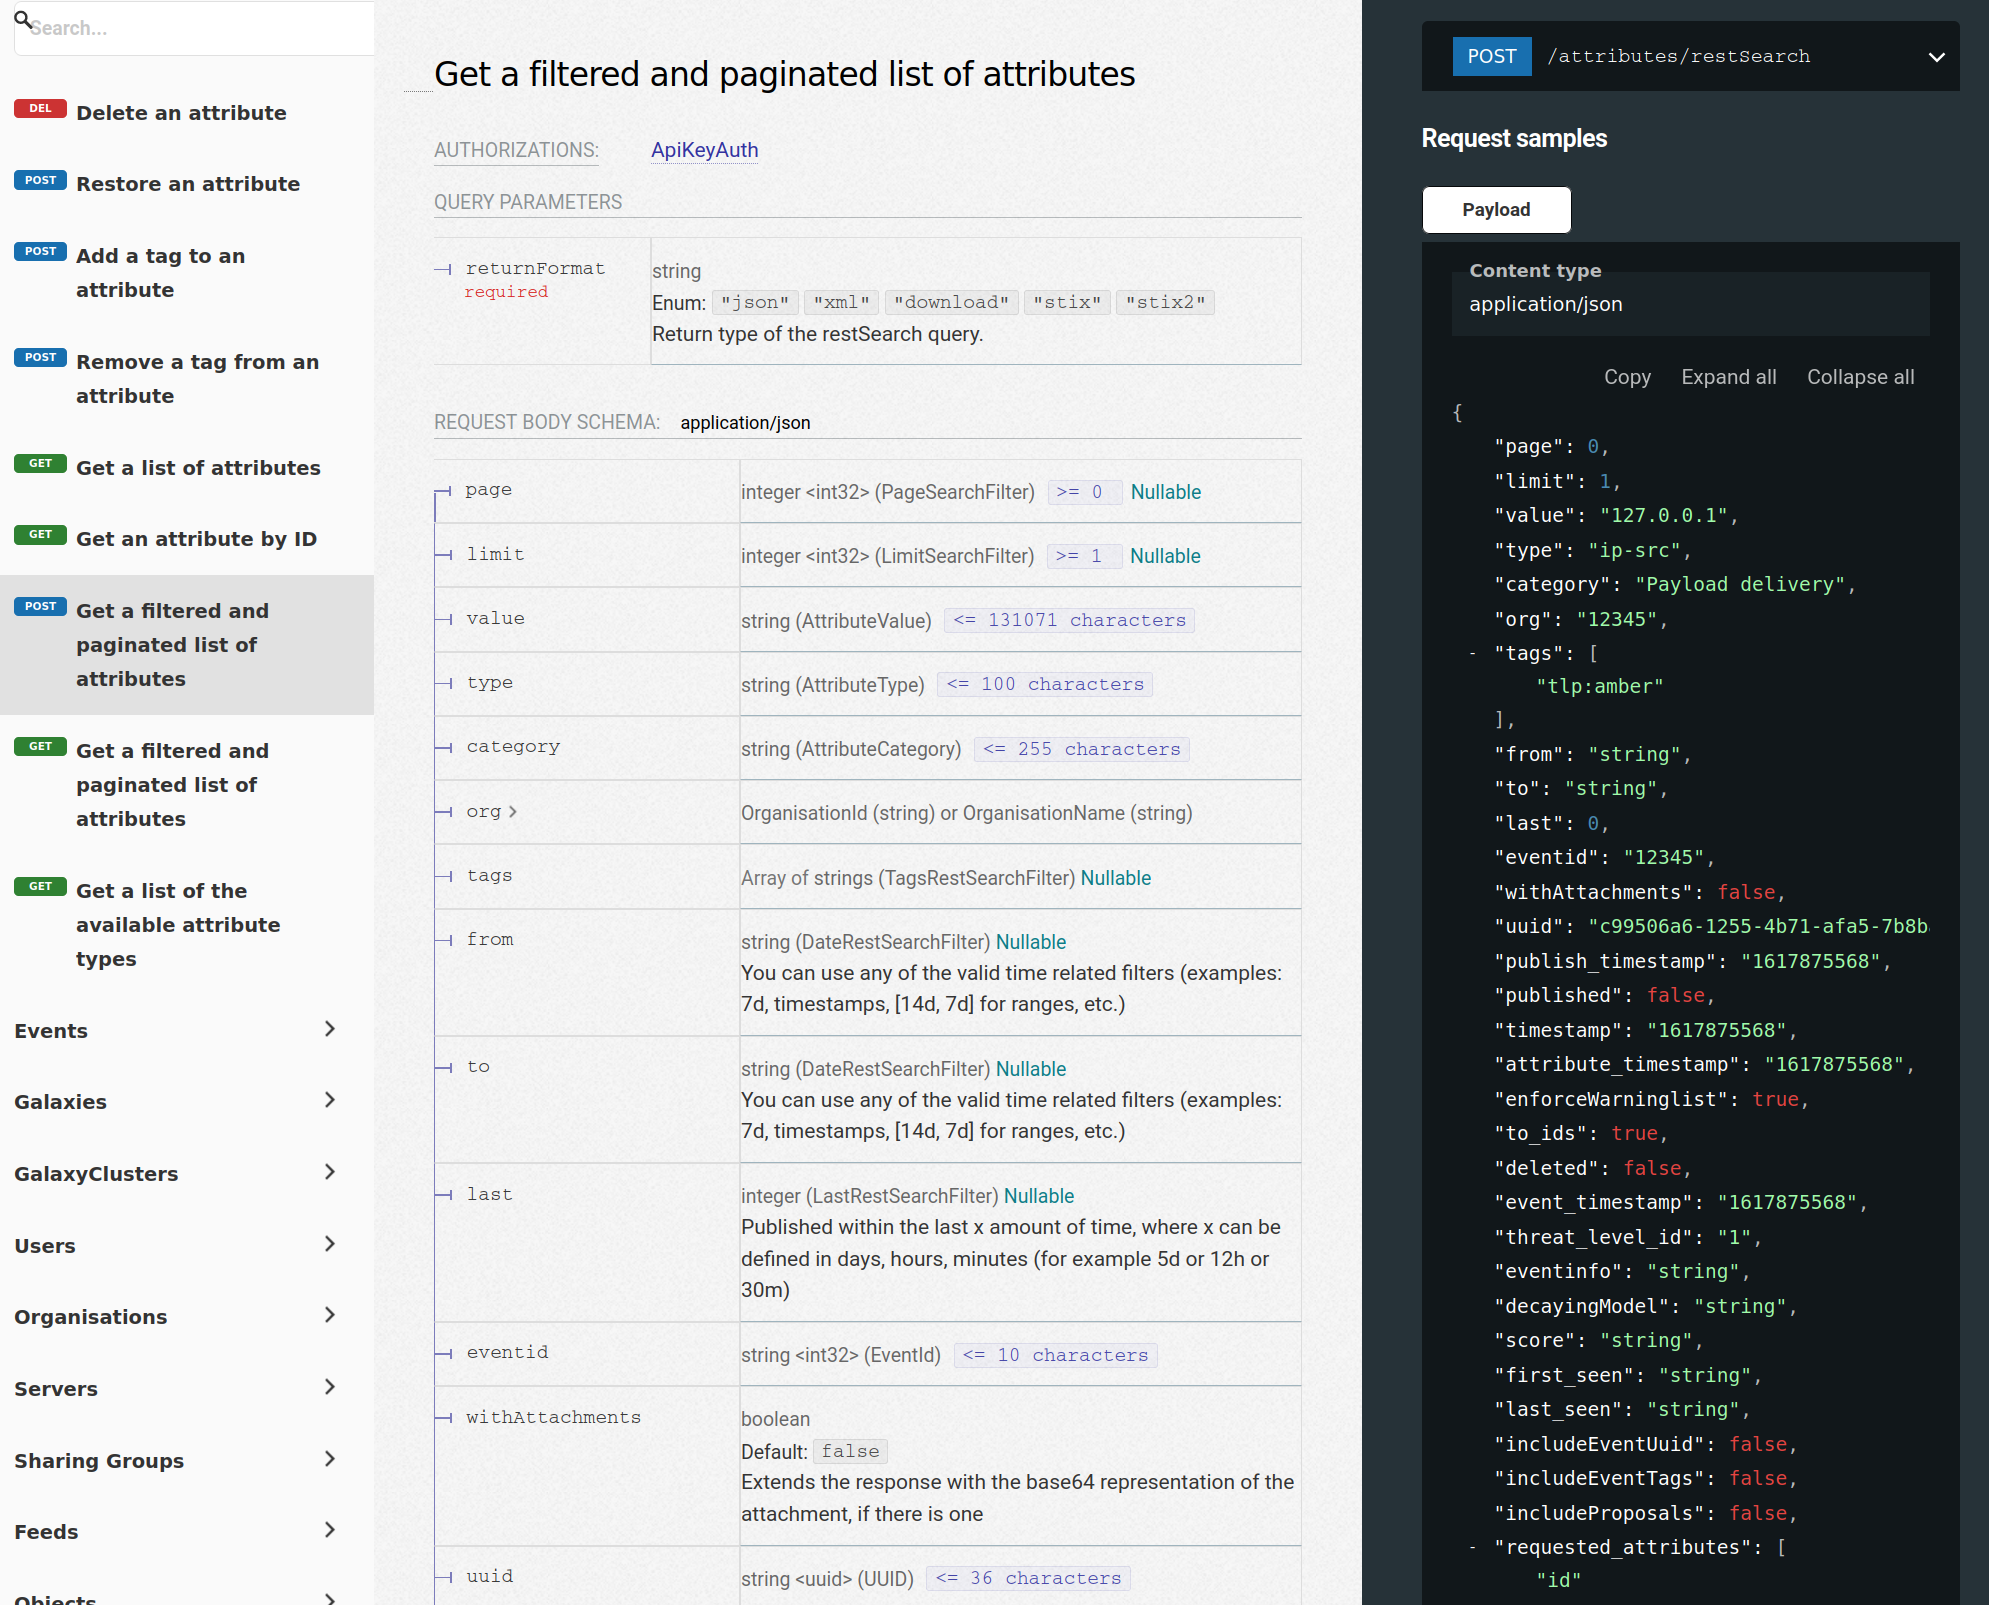 Search...
DEL Delete an attribute
POST Restore an attribute
POST Add a tag to an
attribute
POST Remove a tag from an
attribute
GET Get a list of attributes
GET Get an attribute by ID
POST Get a filtered and
paginated list of
attributes
GET Get a filtered and
paginated list of
attributes
GET Get a list of the
available attribute
types
Events
Galaxies
GalaxyClusters
Users
Organisations
Servers
Sharing Groups
Feeds
Objects
Get a filtered and paginated list of attributes
AUTHORIZATIONS: ApiKeyAuth
QUERY PARAMETERS
returnFormat
required
string
Enum: "json" "xml" "download" "stix" "stix2"
Return type of the restSearch query.
REQUEST BODY SCHEMA: application/json
page integer <int32> (PageSearchFilter) >= 0 Nullable
limit integer <int32> (LimitSearchFilter) >= 1 Nullable
value string (AttributeValue) <= 131071 characters
type string (AttributeType) <= 100 characters
category string (AttributeCategory) <= 255 characters
org OrganisationId (string) or OrganisationName (string)
tags Array of strings (TagsRestSearchFilter) Nullable
from string (DateRestSearchFilter) Nullable
You can use any of the valid time related filters (examples:
7d, timestamps, [14d, 7d] for ranges, etc.)
to string (DateRestSearchFilter) Nullable
You can use any of the valid time related filters (examples:
7d, timestamps, [14d, 7d] for ranges, etc.)
last integer (LastRestSearchFilter) Nullable
Published within the last x amount of time, where x can be
defined in days, hours, minutes (for example 5d or 12h or
30m)
eventid string <int32> (EventId) <= 10 characters
withAttachments boolean
Default: false
Extends the response with the base64 representation of the
attachment, if there is one
uuid string <uuid> (UUID) <= 36 characters
POST /attributes/restSearch
Request samples
Payload
Content type
application/json
Copy Expand all Collapse all
{
"page": 0,
"limit": 1,
"value": "127.0.0.1",
"type": "ip-src",
"category": "Payload delivery",
"org": "12345",
- "tags": [
"tlp:amber"
],
"from": "string",
"to": "string",
"last": 0,
"eventid": "12345",
"withAttachments": false,
"uuid": "c99506a6-1255-4b71-afa5-7b8b
"publish_timestamp": "1617875568",
"published": false,
"timestamp": "1617875568",
"attribute_timestamp": "1617875568",
"enforceWarninglist": true,
"to_ids": true,
"deleted": false,
"event_timestamp": "1617875568",
"threat_level_id": "1",
"eventinfo": "string",
"decayingModel": "string",
"score": "string",
"first_seen": "string",
"last_seen": "string",
"includeEventUuid": false,
"includeEventTags": false,
"includeProposals": false,
- "requested_attributes": [
"id"